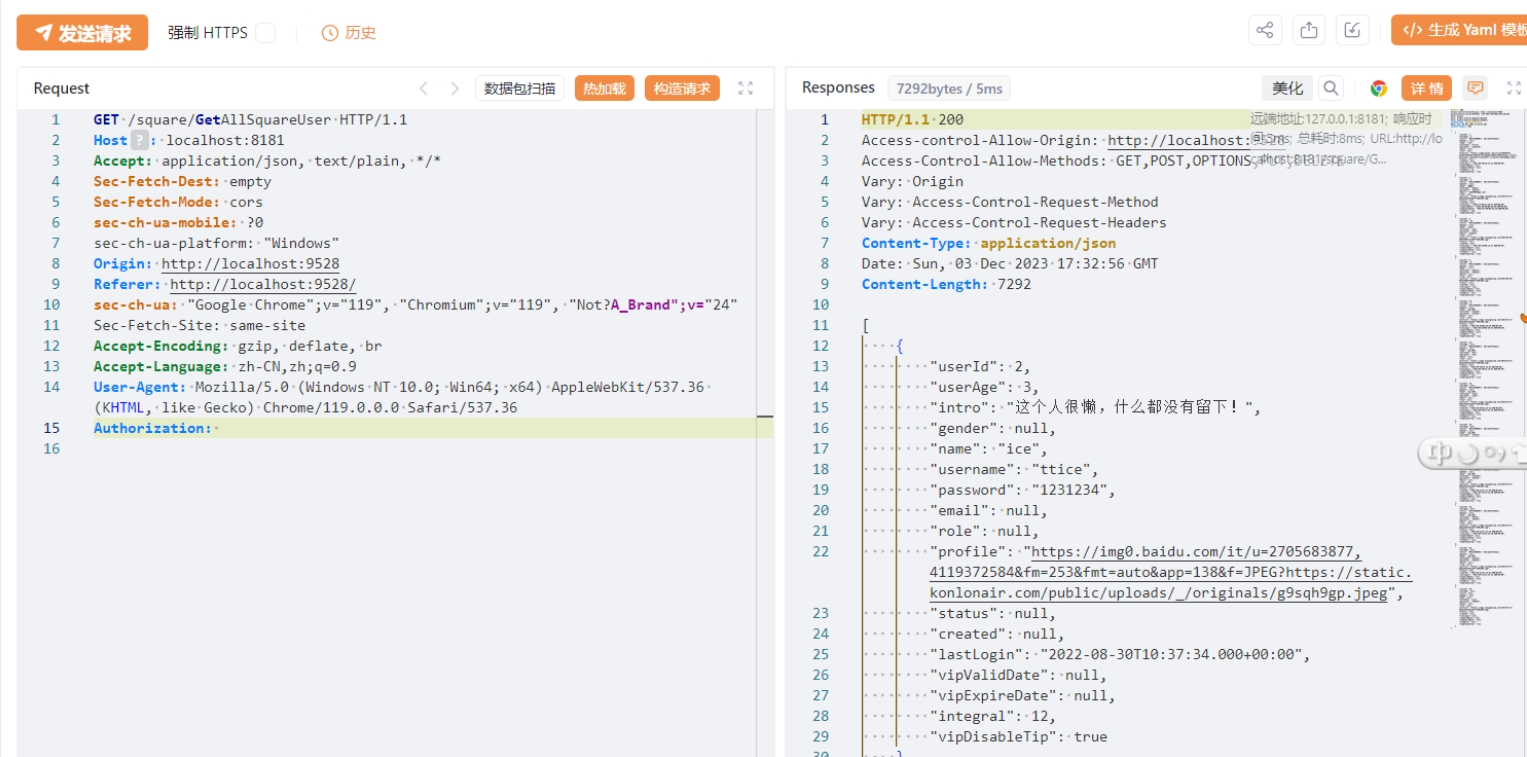 发送请求 强制 HTTPS 历史 </> 生成 Yaml 模板
Request 数据包扫描 热加载 构造请求
1 GET /square/GetAllSquareUser HTTP/1.1
2 Host ? : localhost:8181
3 Accept: application/json, text/plain, */*
4 Sec-Fetch-Dest: empty
5 Sec-Fetch-Mode: cors
6 sec-ch-ua-mobile: ?0
7 sec-ch-ua-platform: "Windows"
8 Origin: http://localhost:9528
9 Referer: http://localhost:9528/
10 sec-ch-ua: "Google Chrome";v="119", "Chromium";v="119", "Not?A_Brand";v="24"
11 Sec-Fetch-Site: same-site
12 Accept-Encoding: gzip, deflate, br
13 Accept-Language: zh-CN,zh;q=0.9
14 User-Agent: Mozilla/5.0 (Windows NT 10.0; Win64; x64) AppleWebKit/537.36
(KHTML, like Gecko) Chrome/119.0.0.0 Safari/537.36
15 Authorization:
16
Responses 7292bytes / 5ms 美化 详情
1 HTTP/1.1 200
远端地址:127.0.0.1:8181; 响应时
间:5ms; 总耗时:8ms; URL:http://lo
calhost:8181/square/G...
2 Access-control-Allow-Origin: http://localhost:9528
3 Access-Control-Allow-Methods: GET,POST,OPTIONS,
4 Vary: Origin
5 Vary: Access-Control-Request-Method
6 Vary: Access-Control-Request-Headers
7 Content-Type: application/json
8 Date: Sun, 03 Dec 2023 17:32:56 GMT
9 Content-Length: 7292
10
11 [
12 {
13 "userId": 2,
14 "userAge": 3,
15 "intro": "这个人很懒，什么都没有留下！",
16 "gender": null,
17 "name": "ice",
18 "username": "ttice",
19 "password": "1231234",
20 "email": null,
21 "role": null,
22 "profile": "https://img0.baidu.com/it/u=2705683877,
4119372584&fm=253&fmt=auto&app=138&f=JPEG?https://static.
konlonair.com/public/uploads/_/originals/g9sqh9gp.jpeg",
23 "status": null,
24 "created": null,
25 "lastLogin": "2022-08-30T10:37:34.000+00:00",
26 "vipValidDate": null,
27 "vipExpireDate": null,
28 "integral": 12,
29 "vipDisableTip": true
30 }
中